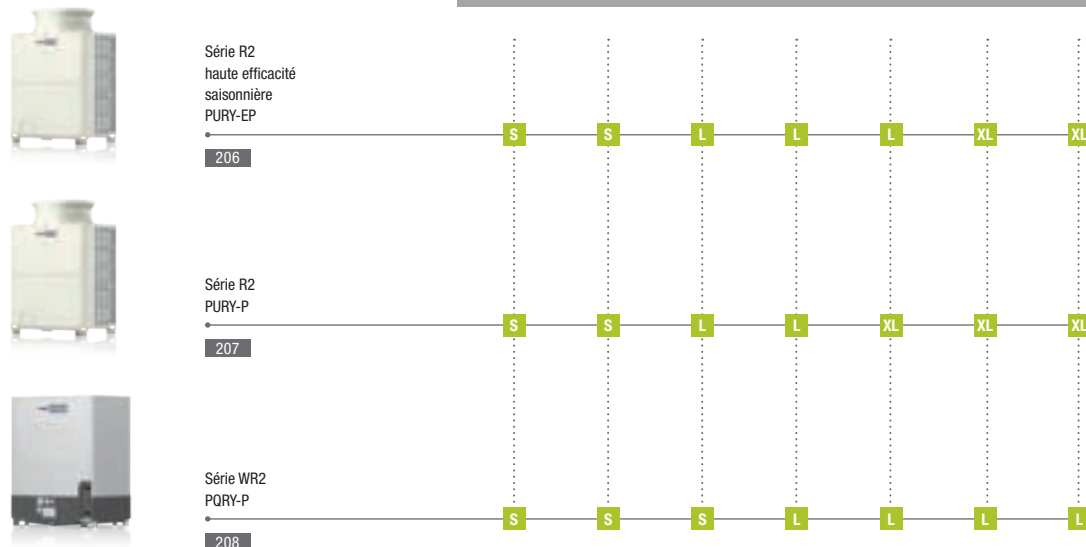 Série R2
haute efficacité
saisonnière
PURY-EP
S S L L L XL XL
206
Série R2
PURY-P
S S L L XL XL XL
207
Série WR2
PQRY-P
S S S L L L L
208